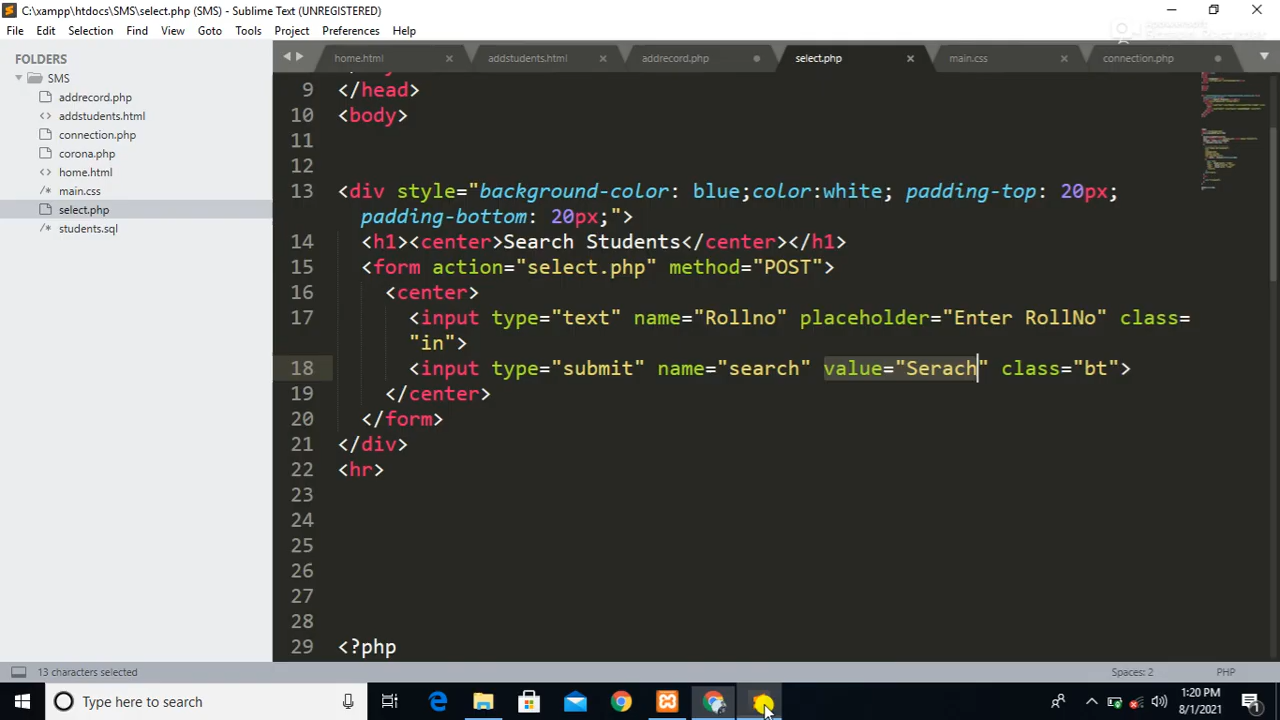 C:\xampp\htdocs\SMS\select.php (SMS) - Sublime Text (UNREGISTERED)
File Edit Selection Find View Goto Tools Project Preferences Help
FOLDERS
SMS
addrecord.php
addstudents.html
connection.php
corona.php
home.html
main.css
select.php
students.sql
home.html addstudents.html addrecord.php select.php main.css connection.php
9 </head>
10 <body>
11
12
13 <div style="background-color: blue;color:white; padding-top: 20px;
padding-bottom: 20px;">
14 <h1><center>Search Students</center></h1>
15 <form action="select.php" method="POST">
16 <center>
17 <input type="text" name="Rollno" placeholder="Enter RollNo" class=
"in">
18 <input type="submit" name="search" value="Serach" class="bt">
19 </center>
20 </form>
21 </div>
22 <hr>
23
24
25
26
27
28
29 <?php
13 characters selected Spaces: 2 PHP
Type here to search
1:20 PM
8/1/2021
1